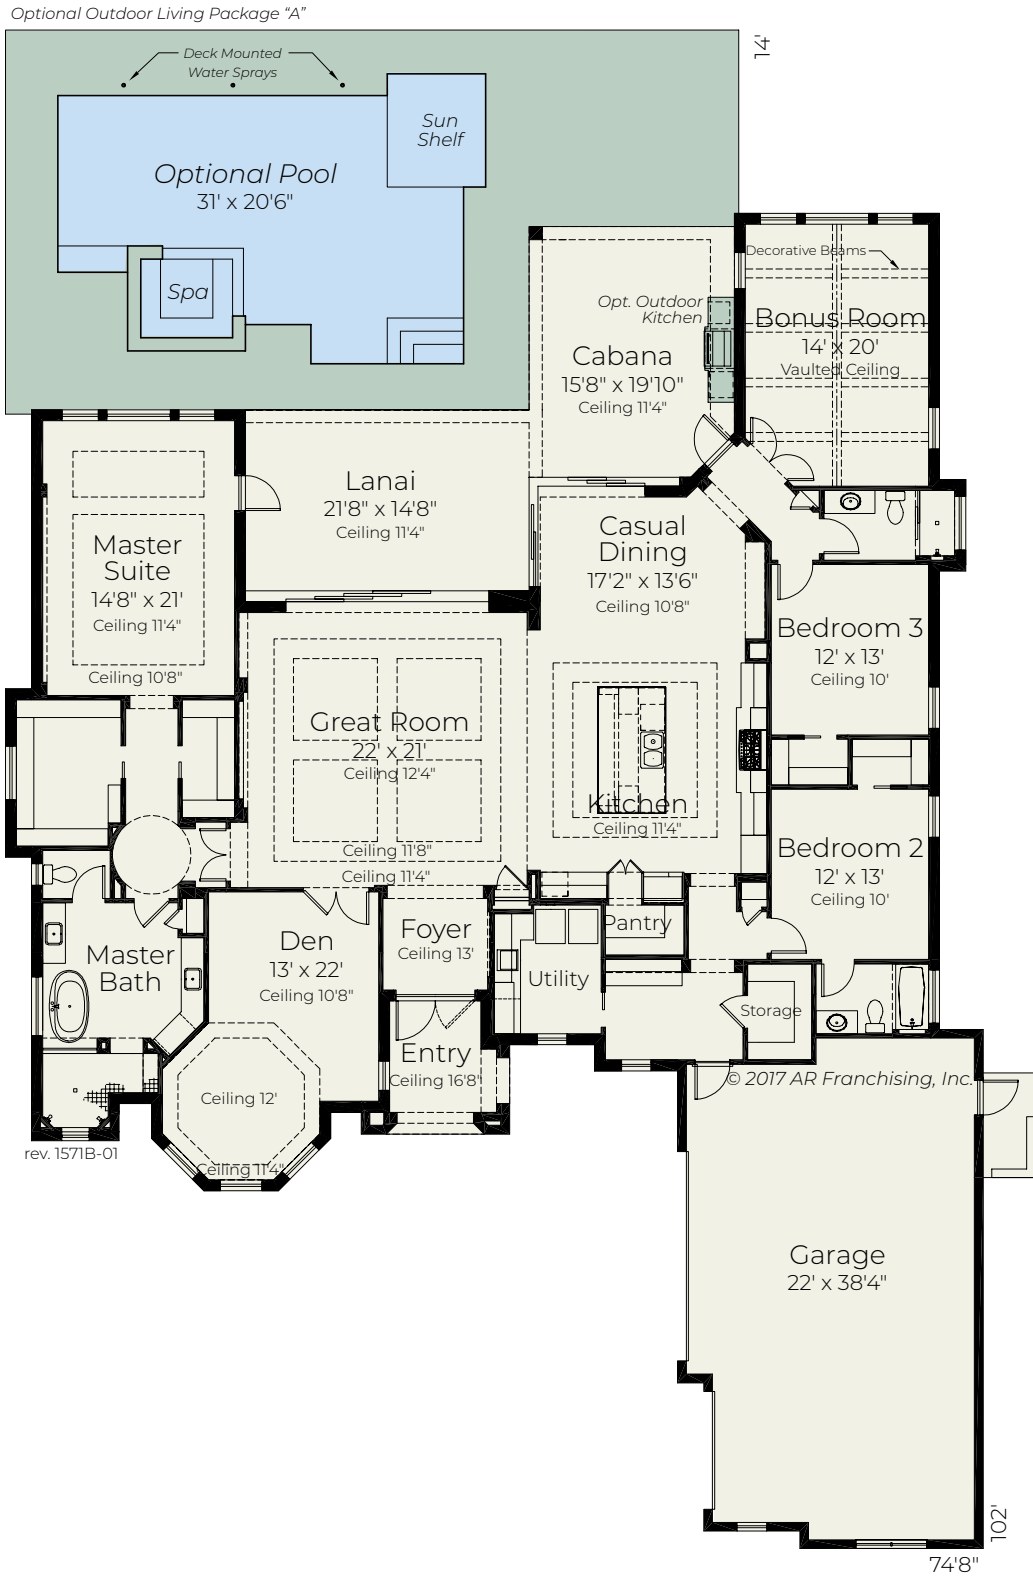 Optional Outdoor Living Package “A”
14'
Deck Mounted
Water Sprays
Sun
Shelf
Optional Pool
31' x 20'6"
Spa
Decorative Beams
Opt. Outdoor
Kitchen
Bonus Room
14' x 20'
Vaulted Ceiling
Cabana
15'8" x 19'10"
Ceiling 11'4"
Lanai
21'8" x 14'8"
Ceiling 11'4"
Casual
Dining
17'2" x 13'6"
Ceiling 10'8"
Master
Suite
14'8" x 21'
Ceiling 11'4"
Ceiling 10'8"
Bedroom 3
12' x 13'
Ceiling 10'
Great Room
22' x 21'
Ceiling 12'4"
Ceiling 11'8"
Ceiling 11'4"
Kitchen
Ceiling 11'4"
Bedroom 2
12' x 13'
Ceiling 10'
Pantry
Foyer
Ceiling 13'
Den
13' x 22'
Ceiling 10'8"
Master
Bath
Utility
Storage
Entry
Ceiling 16'8"
Ceiling 12'
Ceiling 11'4"
© 2017 AR Franchising, Inc.
rev. 1571B-01
Garage
22' x 38'4"
102'
74'8"